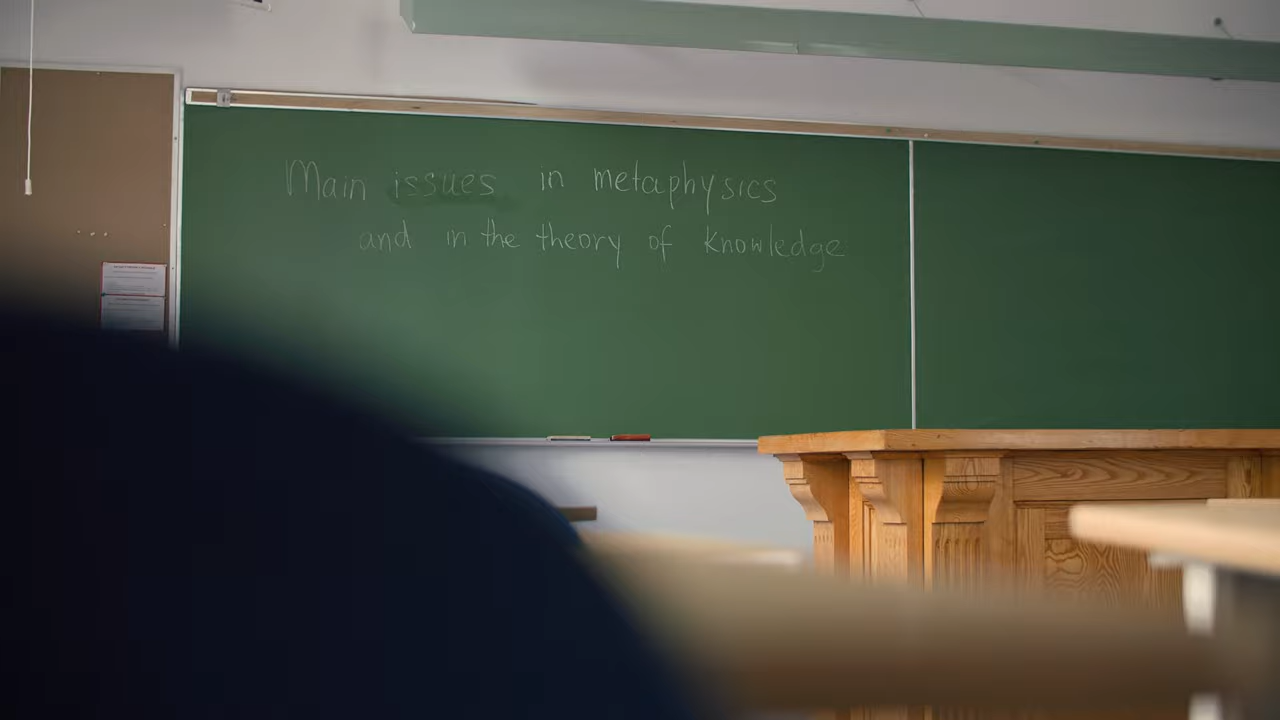 Main issues in metaphysics
and in the theory of knowledge